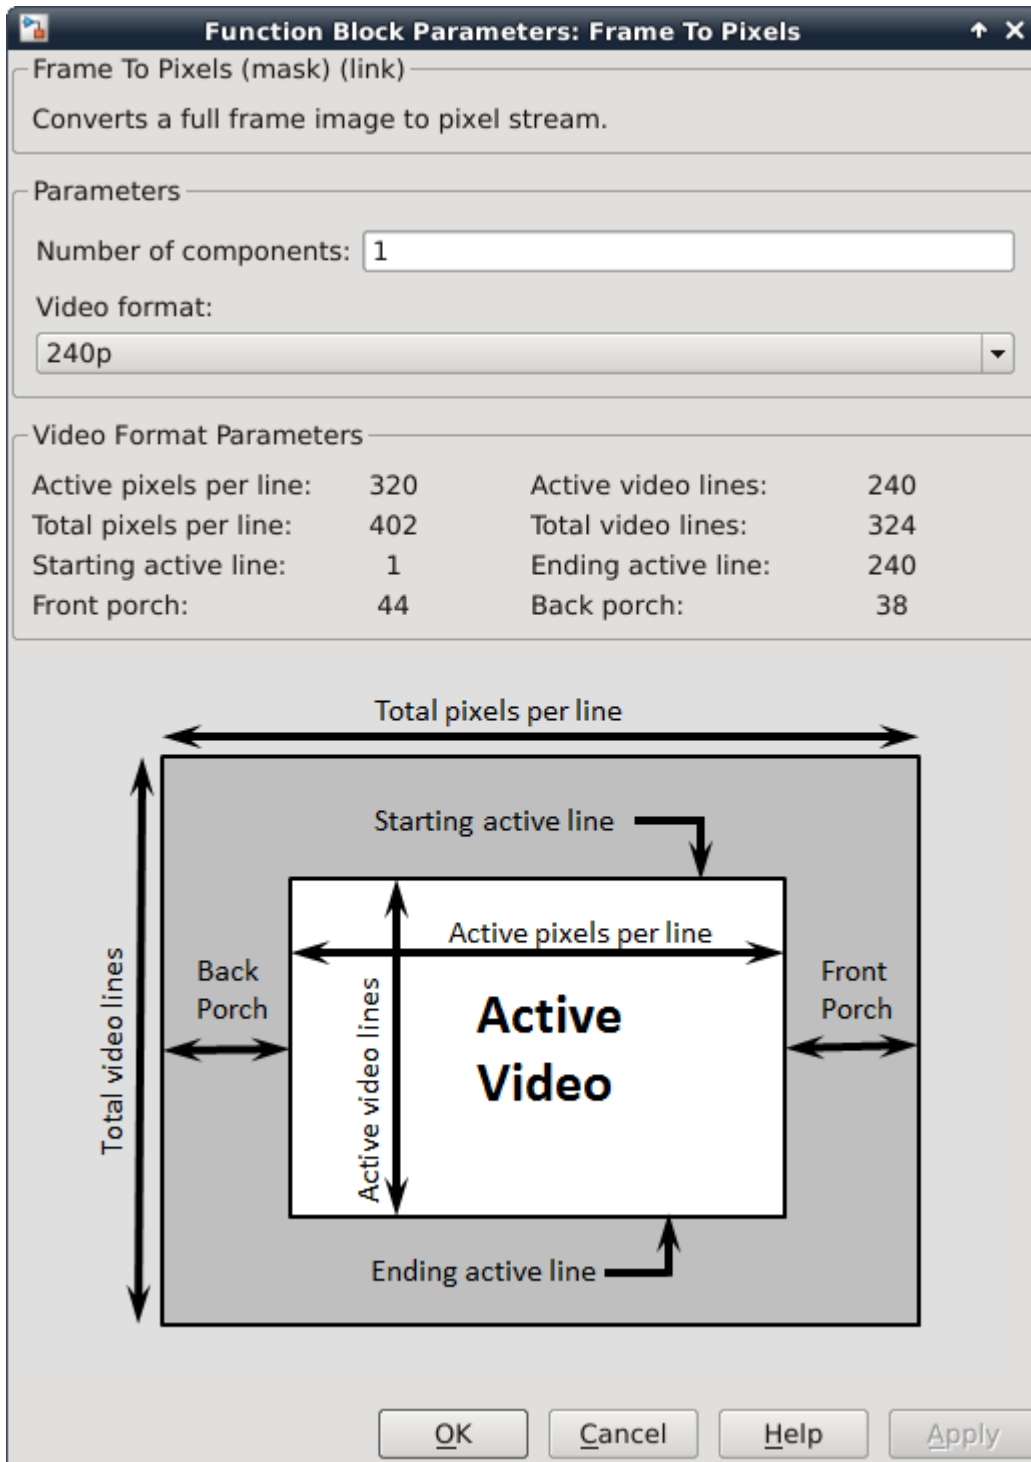 Function Block Parameters: Frame To Pixels
Frame To Pixels (mask) (link)
Converts a full frame image to pixel stream.
Parameters
Number of components: 1
Video format:
240p
Video Format Parameters
Active pixels per line: 320 Active video lines: 240
Total pixels per line: 402 Total video lines: 324
Starting active line: 1 Ending active line: 240
Front porch: 44 Back porch: 38
Total pixels per line
Starting active line
Active pixels per line
Total video lines
Back
Porch
Active video lines
Active
Video
Front
Porch
Ending active line
OK Cancel Help Apply